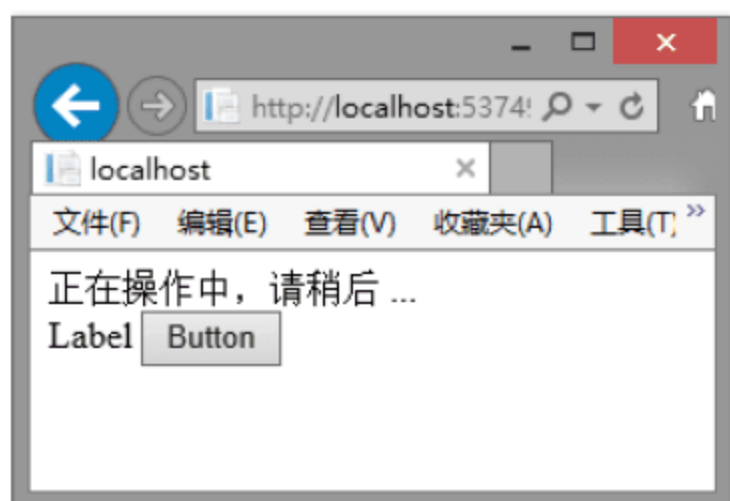 http://localhost:5374
localhost
文件(F) 编辑(E) 查看(V) 收藏夹(A) 工具(T)
正在操作中，请稍后 ...
Label Button